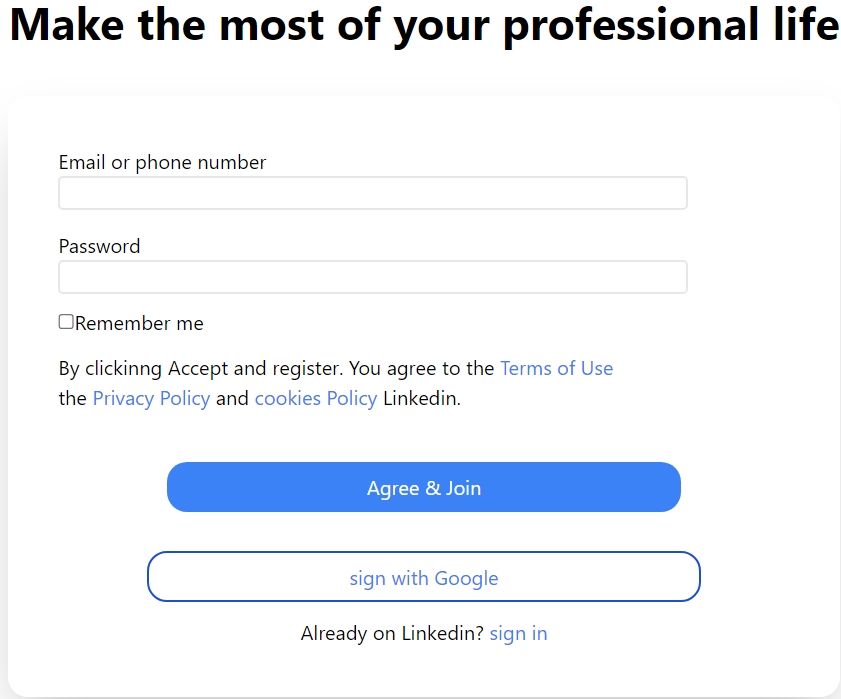 Make the most of your professional life
Email or phone number
Password
Remember me
By clickinng Accept and register. You agree to the Terms of Use
the Privacy Policy and cookies Policy Linkedin.
Agree & Join
sign with Google
Already on Linkedin? sign in